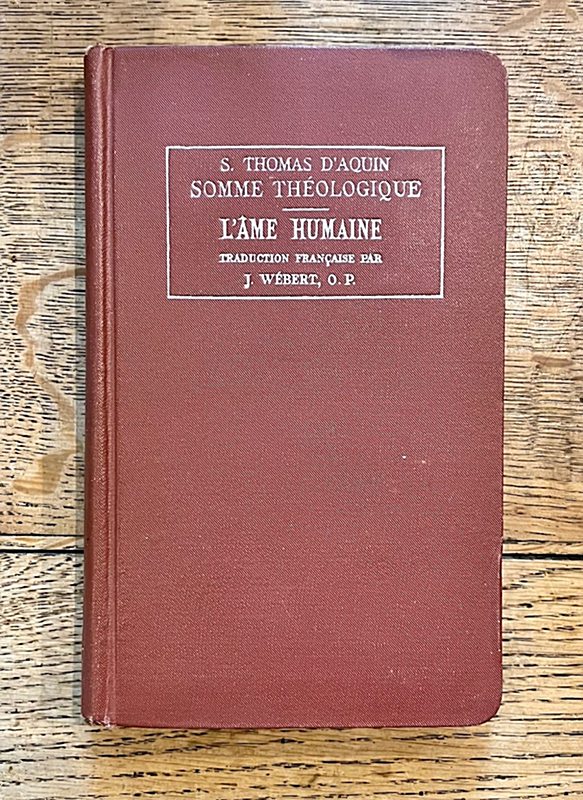 S. THOMAS D'AQUIN
SOMME THÉOLOGIQUE
L'ÂME HUMAINE
TRADUCTION FRANÇAISE PAR
J. WÉBERT, O. P.